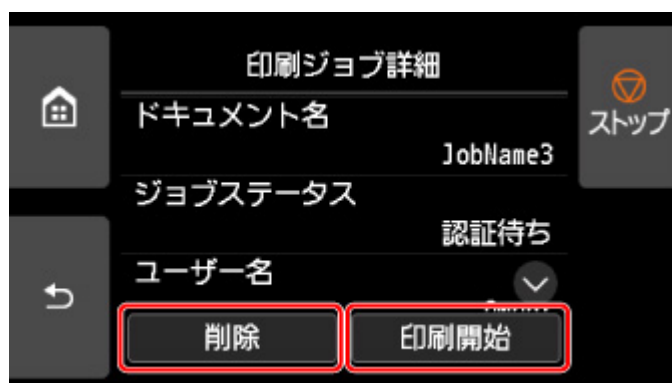 印刷ジョブ詳細
ドキュメント名
JobName3
ストップ
ジョブステータス
認証待ち
ユーザー名
削除
印刷開始